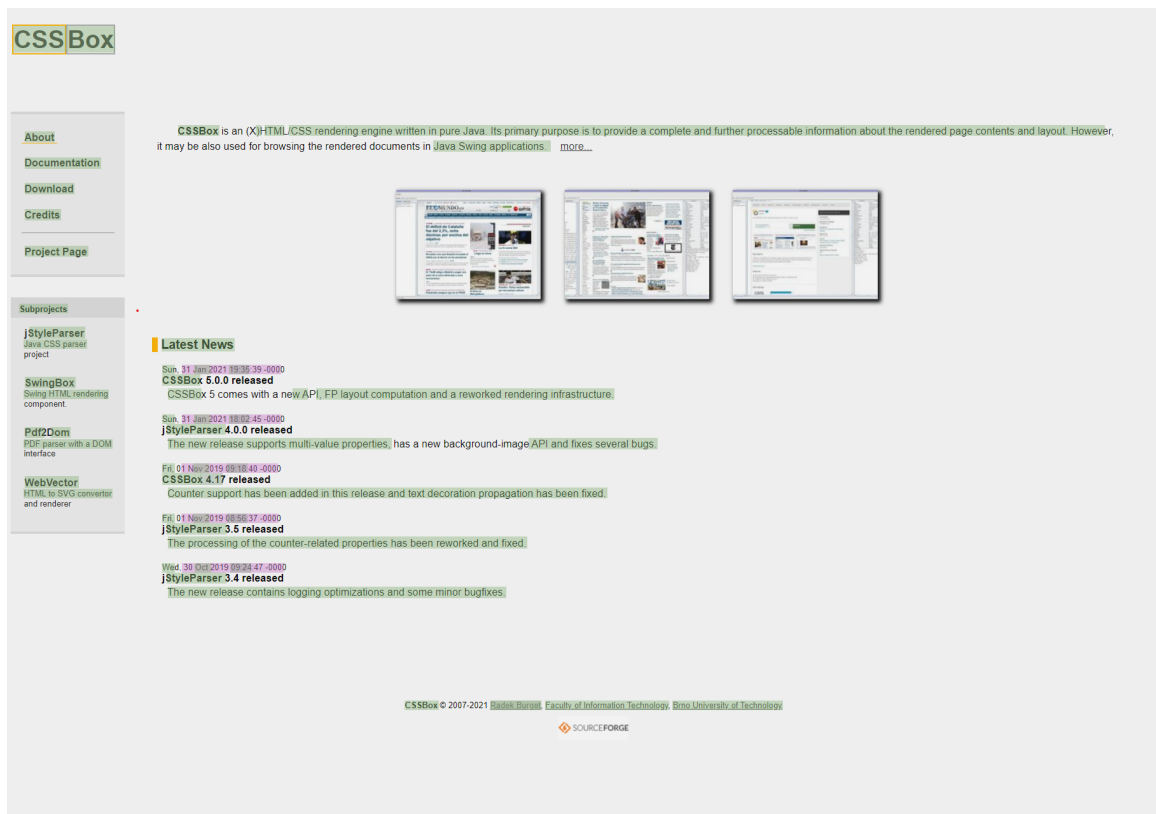 CSSBox
About
Documentation
Download
Credits
Project Page
Subprojects
jStyleParser
Java CSS parser
project
SwingBox
Swing HTML rendering
component.
Pdf2Dom
PDF parser with a DOM
interface
WebVector
HTML to SVG convertor
and renderer
CSSBox is an (X)HTML/CSS rendering engine written in pure Java. Its primary purpose is to provide a complete and further processable information about the rendered page contents and layout. However,
it may be also used for browsing the rendered documents in Java Swing applications. more...
Latest News
Sun, 31 Jan 2021 19:35:39 -0000
CSSBox 5.0.0 released
CSSBox 5 comes with a new API, FP layout computation and a reworked rendering infrastructure.
Sun, 31 Jan 2021 18:02:45 -0000
jStyleParser 4.0.0 released
The new release supports multi-value properties, has a new background-image API and fixes several bugs.
Fri, 01 Nov 2019 09:18:40 -0000
CSSBox 4.17 released
Counter support has been added in this release and text decoration propagation has been fixed.
Fri, 01 Nov 2019 08:56:37 -0000
jStyleParser 3.5 released
The processing of the counter-related properties has been reworked and fixed.
Wed, 30 Oct 2019 09:24:47 -0000
jStyleParser 3.4 released
The new release contains logging optimizations and some minor bugfixes.
CSSBox © 2007-2021 Radek Burget, Faculty of Information Technology, Brno University of Technology
SOURCEFORGE